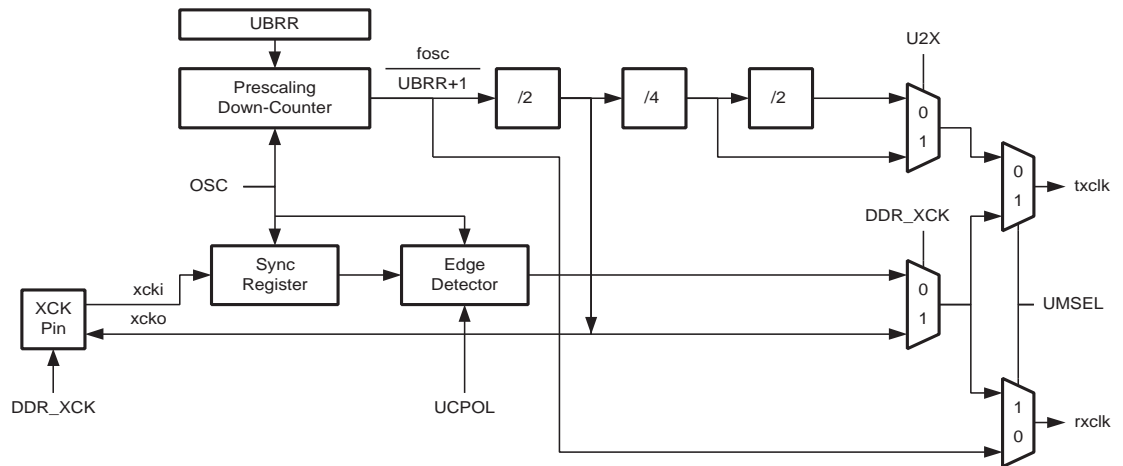 UBRR
U2X
fosc
UBRR+1
Prescaling
Down-Counter
/2
/4
/2
0
1
0
1
txclk
OSC
DDR_XCK
xcki
Sync
Register
Edge
Detector
0
1
XCK
Pin
xcko
UMSEL
DDR_XCK
UCPOL
1
0
rxclk